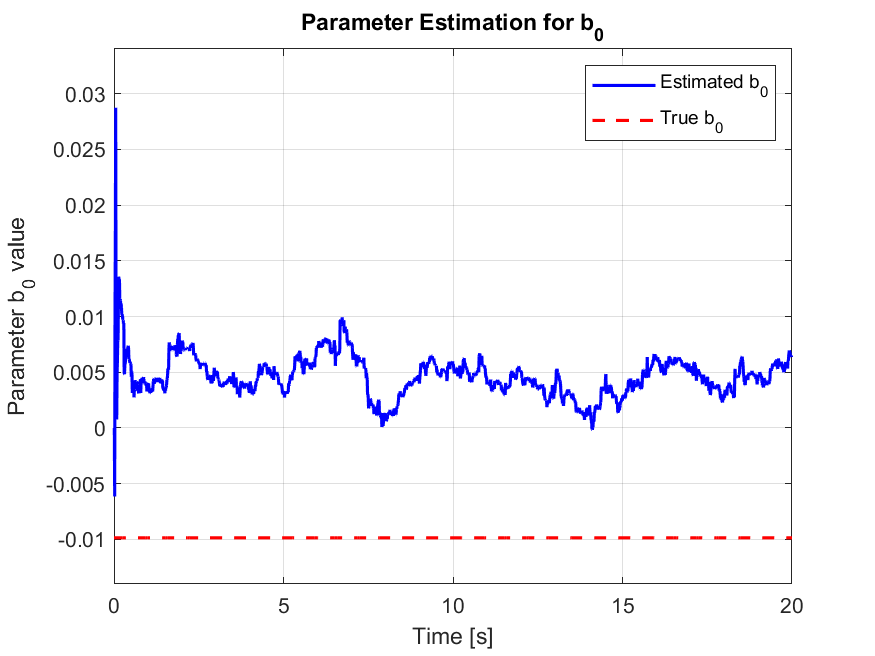 Parameter Estimation for b₀
Estimated b₀
True b₀
Parameter b₀ value
0.03
0.025
0.02
0.015
0.01
0.005
0
-0.005
-0.01
0 5 10 15 20
Time [s]